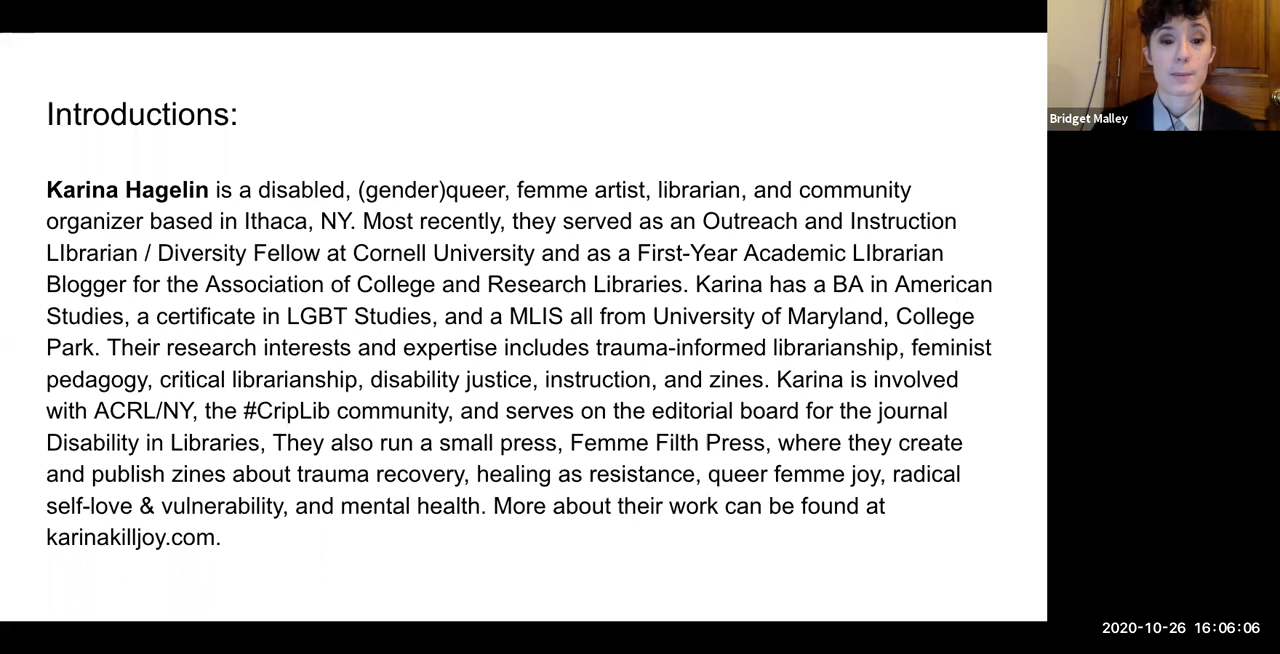 Introductions:
Karina Hagelin is a disabled, (gender)queer, femme artist, librarian, and community
organizer based in Ithaca, NY. Most recently, they served as an Outreach and Instruction
LIbrarian / Diversity Fellow at Cornell University and as a First-Year Academic LIbrarian
Blogger for the Association of College and Research Libraries. Karina has a BA in American
Studies, a certificate in LGBT Studies, and a MLIS all from University of Maryland, College
Park. Their research interests and expertise includes trauma-informed librarianship, feminist
pedagogy, critical librarianship, disability justice, instruction, and zines. Karina is involved
with ACRL/NY, the #CripLib community, and serves on the editorial board for the journal
Disability in Libraries, They also run a small press, Femme Filth Press, where they create
and publish zines about trauma recovery, healing as resistance, queer femme joy, radical
self-love & vulnerability, and mental health. More about their work can be found at
karinakilljoy.com.
Bridget Malley
2020-10-26 16:06:06